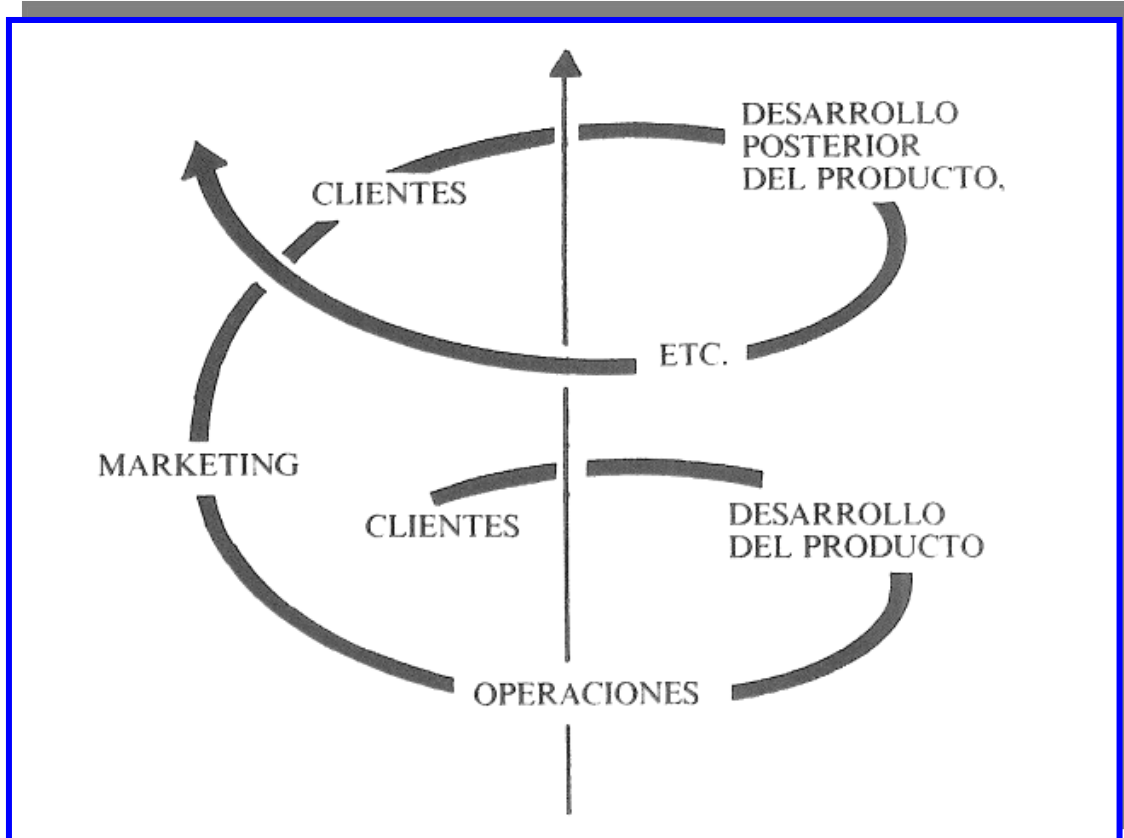 DESARROLLO
POSTERIOR
DEL PRODUCTO,
CLIENTES
ETC.
MARKETING
CLIENTES
DESARROLLO
DEL PRODUCTO
OPERACIONES